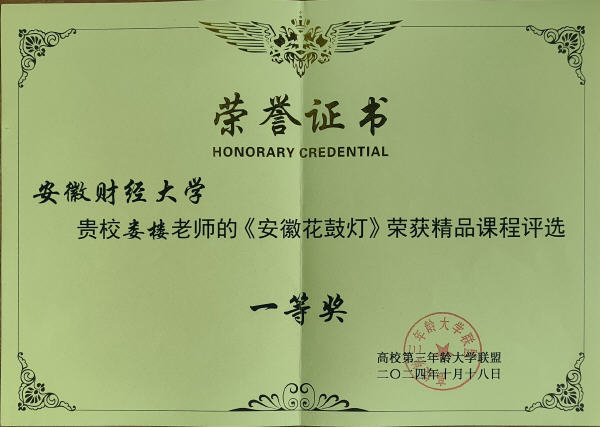 荣誉证书
HONORARY CREDENTIAL
安徽财经大学
贵校娄楼老师的《安徽花鼓灯》荣获精品课程评选
一等奖
高校第三年龄大学联盟
二〇二四年十月十八日